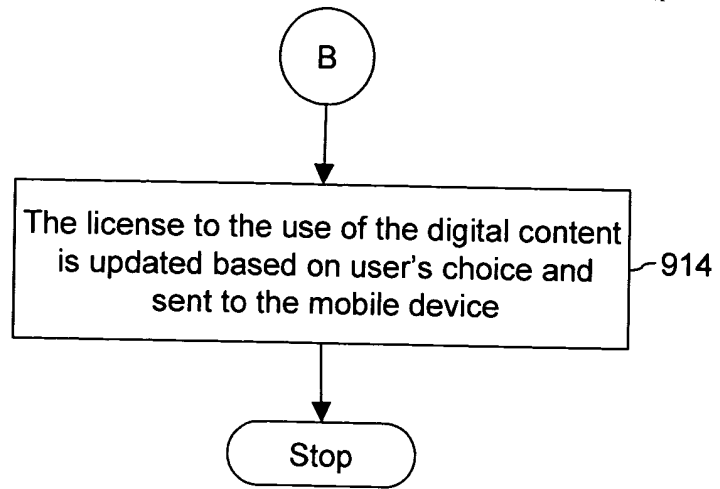 B
The license to the use of the digital content
is updated based on user's choice and
sent to the mobile device
914
Stop